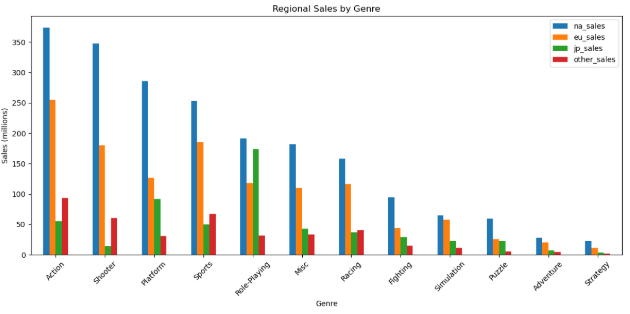 Regional Sales by Genre
na_sales
eu_sales
jp_sales
other_sales
Sales (millions)
350
300
250
200
150
100
50
0
Action
Shooter
Platform
Sports
Role-Playing
Misc
Racing
Fighting
Simulation
Puzzle
Adventure
Strategy
Genre